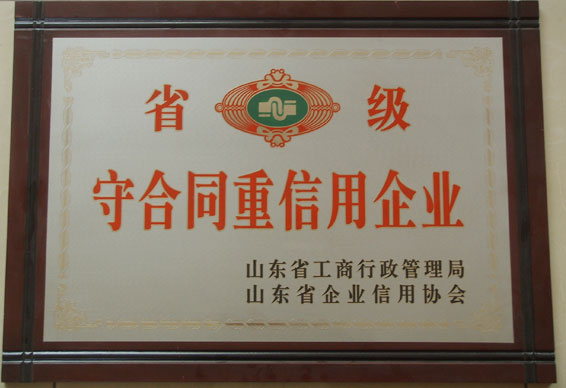 省 级
守合同重信用企业
山东省工商行政管理局
山东省企业信用协会